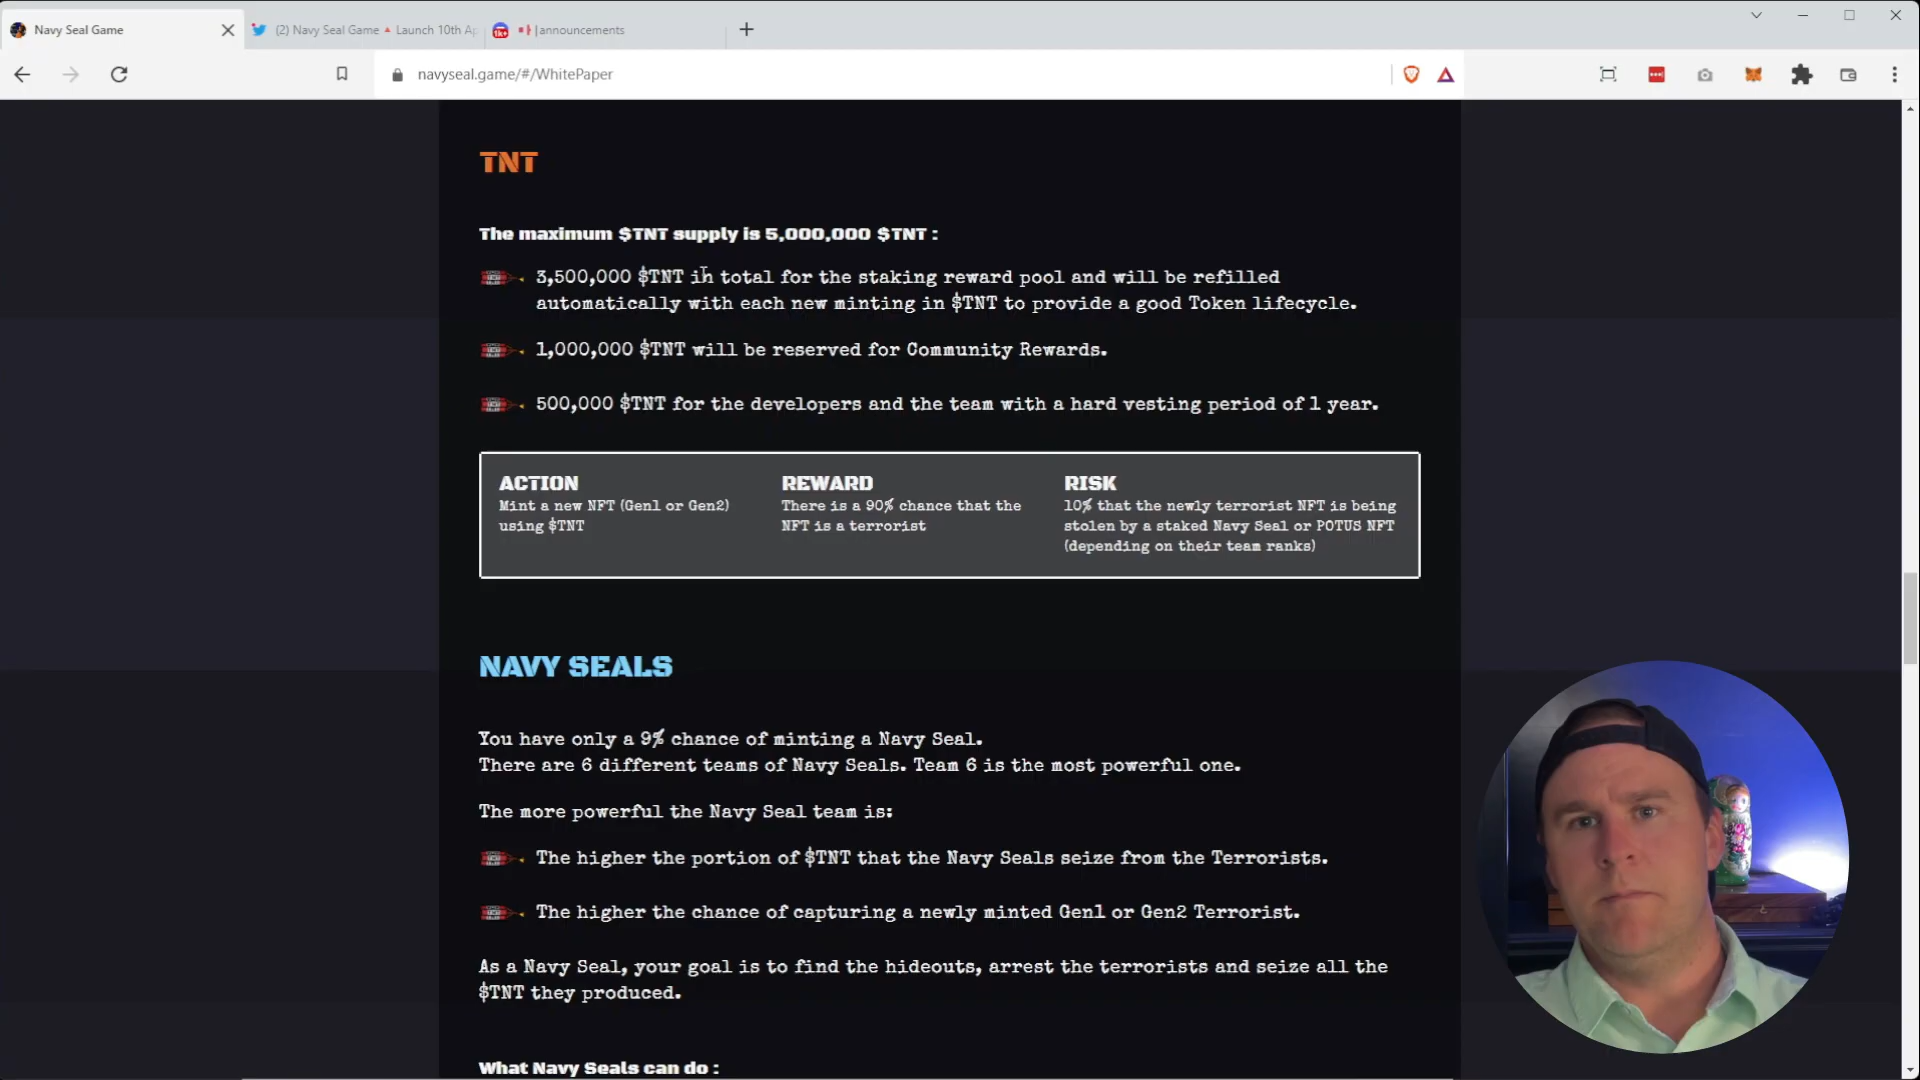 Navy Seal Game
(2) Navy Seal Game 🔺 Launch 10th Ap
1k+
| announcements
navyseal.game/#/WhitePaper
TNT
The maximum $TNT supply is 5,000,000 $TNT :
3,500,000 $TNT in total for the staking reward pool and will be refilled
automatically with each new minting in $TNT to provide a good Token lifecycle.
1,000,000 $TNT will be reserved for Community Rewards.
500,000 $TNT for the developers and the team with a hard vesting period of 1 year.
ACTION
Mint a new NFT (Gen1 or Gen2)
using $TNT
REWARD
There is a 90% chance that the
NFT is a terrorist
RISK
10% that the newly terrorist NFT is being
stolen by a staked Navy Seal or POTUS NFT
(depending on their team ranks)
NAVY SEALS
You have only a 9% chance of minting a Navy Seal.
There are 6 different teams of Navy Seals. Team 6 is the most powerful one.
The more powerful the Navy Seal team is:
The higher the portion of $TNT that the Navy Seals seize from the Terrorists.
The higher the chance of capturing a newly minted Gen1 or Gen2 Terrorist.
As a Navy Seal, your goal is to find the hideouts, arrest the terrorists and seize all the
$TNT they produced.
What Navy Seals can do :